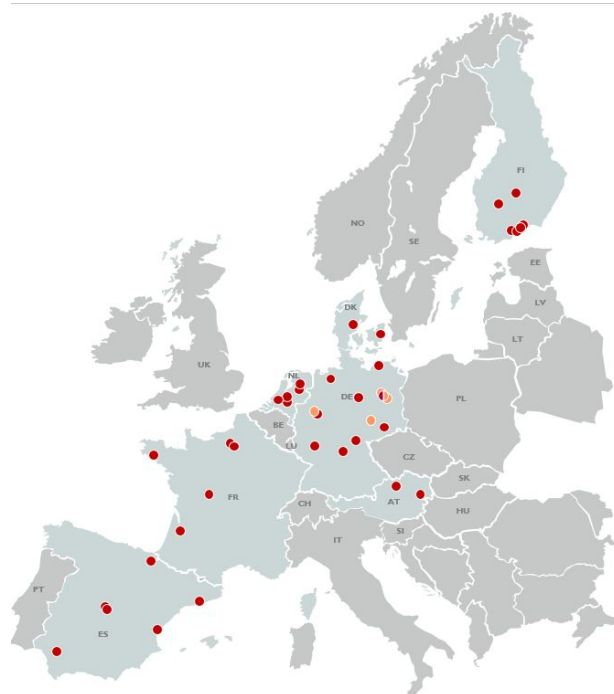 FI
NO
SE
EE
LV
DK
LT
UK
NL
DE
PL
BE
LU
CZ
SK
FR
AT
CH
HU
SI
IT
PT
ES